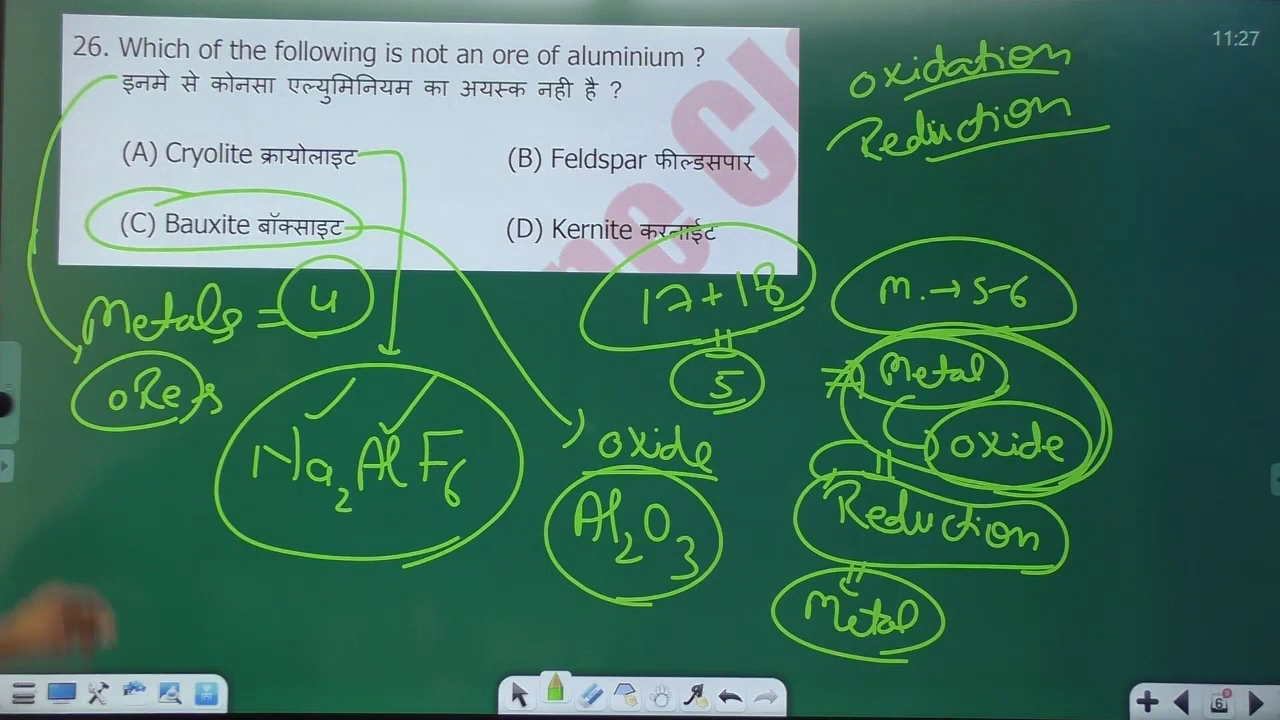 11:27
26. Which of the following is not an ore of aluminium ?
इनमे से कोनसा एल्युमिनियम का अयस्क नही है ?
(A) Cryolite क्रायोलाइट
(B) Feldspar फील्डसपार
(C) Bauxite बॉक्साइट
(D) Kernite करनाईट
oxidation
Reduction
Metals = 4
oRes
Na2AlF6
17 + 18
5
oxide
Al2O3
M. → 5-6
Metal
oxide
Reduction
Metal
6